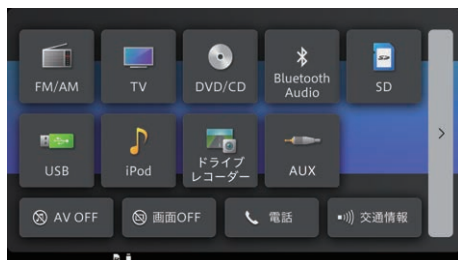 FM/AM
TV
DVD/CD
Bluetooth
Audio
SD
USB
iPod
ドライブ
レコーダー
AUX
AV OFF
画面OFF
電話
交通情報